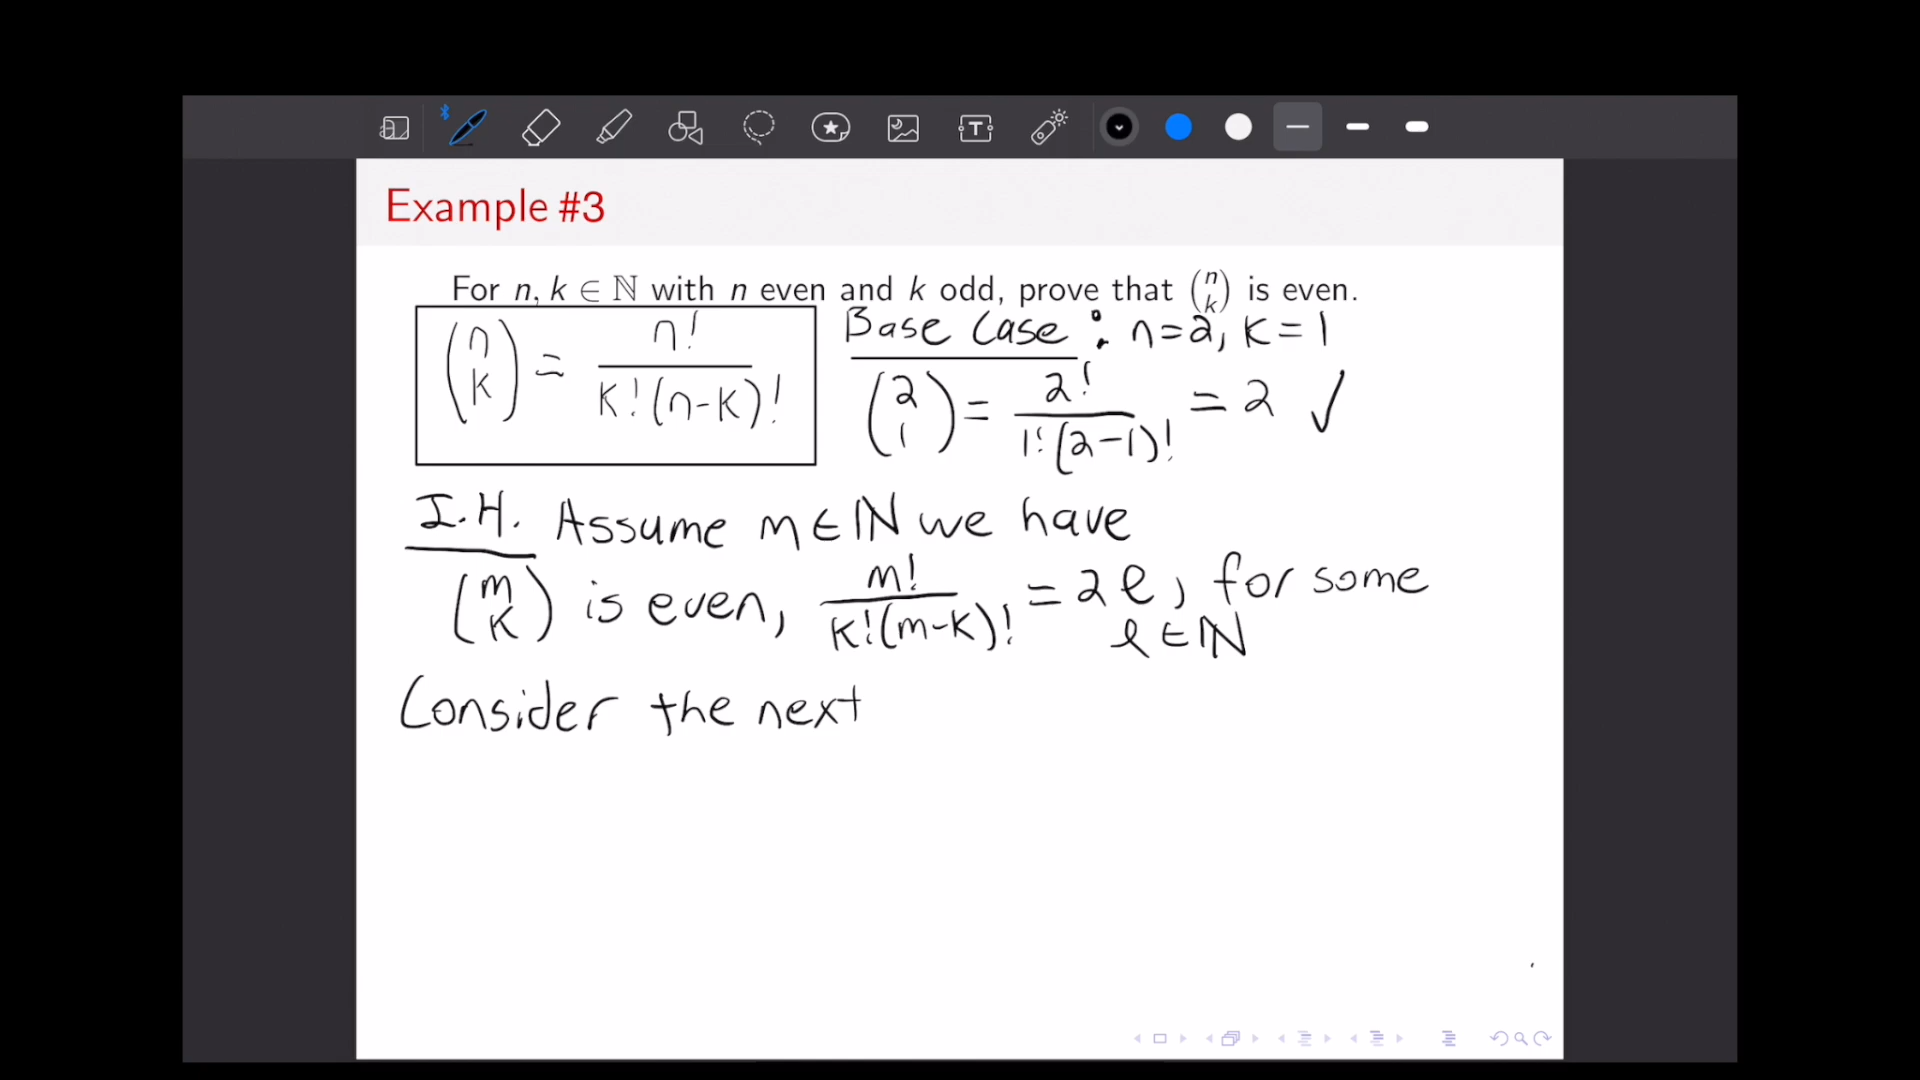 Example #3
For n, k ∈ ℕ with n even and k odd, prove that (n k) is even.
(n k) = n! / k!(n-k)!
Base Case : n=2, k=1
(2 1) = 2! / 1!(2-1)! = 2 ✓
I.H. Assume m∈ℕ we have
(m k) is even, m! / k!(m-k)! = 2ℓ, for some
ℓ∈ℕ
Consider the next